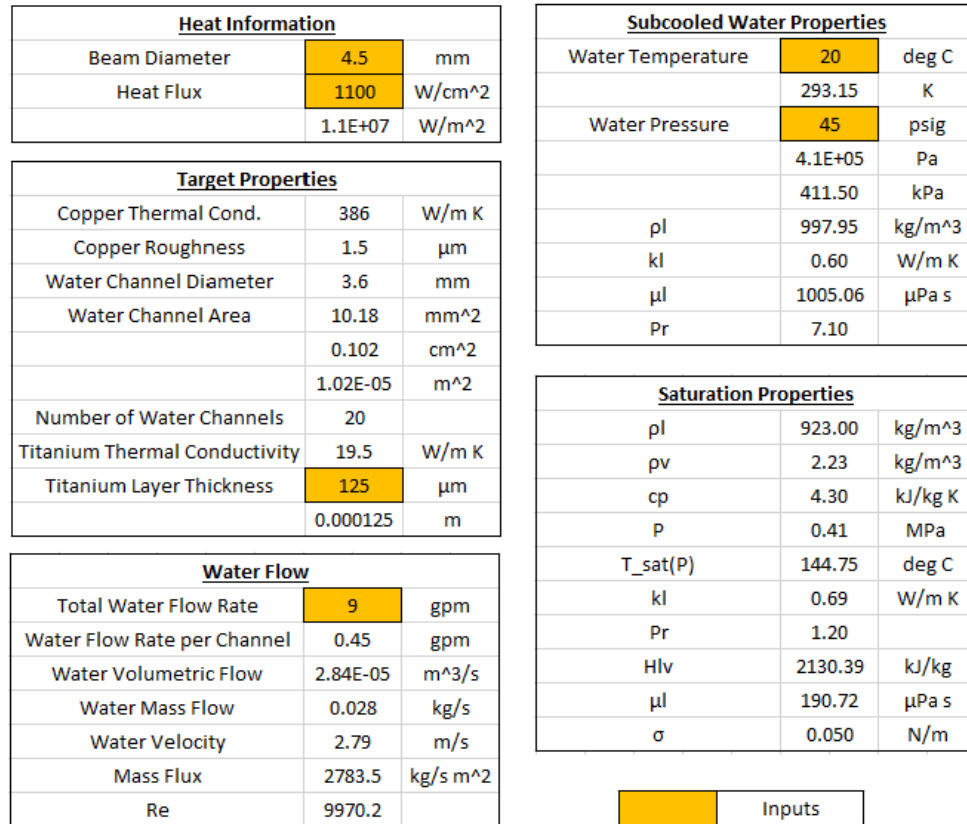 Heat Information
Beam Diameter 4.5 mm
Heat Flux 1100 W/cm^2
1.1E+07 W/m^2
Target Properties
Copper Thermal Cond. 386 W/m K
Copper Roughness 1.5 μm
Water Channel Diameter 3.6 mm
Water Channel Area 10.18 mm^2
0.102 cm^2
1.02E-05 m^2
Number of Water Channels 20
Titanium Thermal Conductivity 19.5 W/m K
Titanium Layer Thickness 125 μm
0.000125 m
Water Flow
Total Water Flow Rate 9 gpm
Water Flow Rate per Channel 0.45 gpm
Water Volumetric Flow 2.84E-05 m^3/s
Water Mass Flow 0.028 kg/s
Water Velocity 2.79 m/s
Mass Flux 2783.5 kg/s m^2
Re 9970.2
Subcooled Water Properties
Water Temperature 20 deg C
293.15 K
Water Pressure 45 psig
4.1E+05 Pa
411.50 kPa
ρl 997.95 kg/m^3
kl 0.60 W/m K
μl 1005.06 μPa s
Pr 7.10
Saturation Properties
ρl 923.00 kg/m^3
ρv 2.23 kg/m^3
cp 4.30 kJ/kg K
P 0.41 MPa
T_sat(P) 144.75 deg C
kl 0.69 W/m K
Pr 1.20
Hlv 2130.39 kJ/kg
μl 190.72 μPa s
σ 0.050 N/m
Inputs